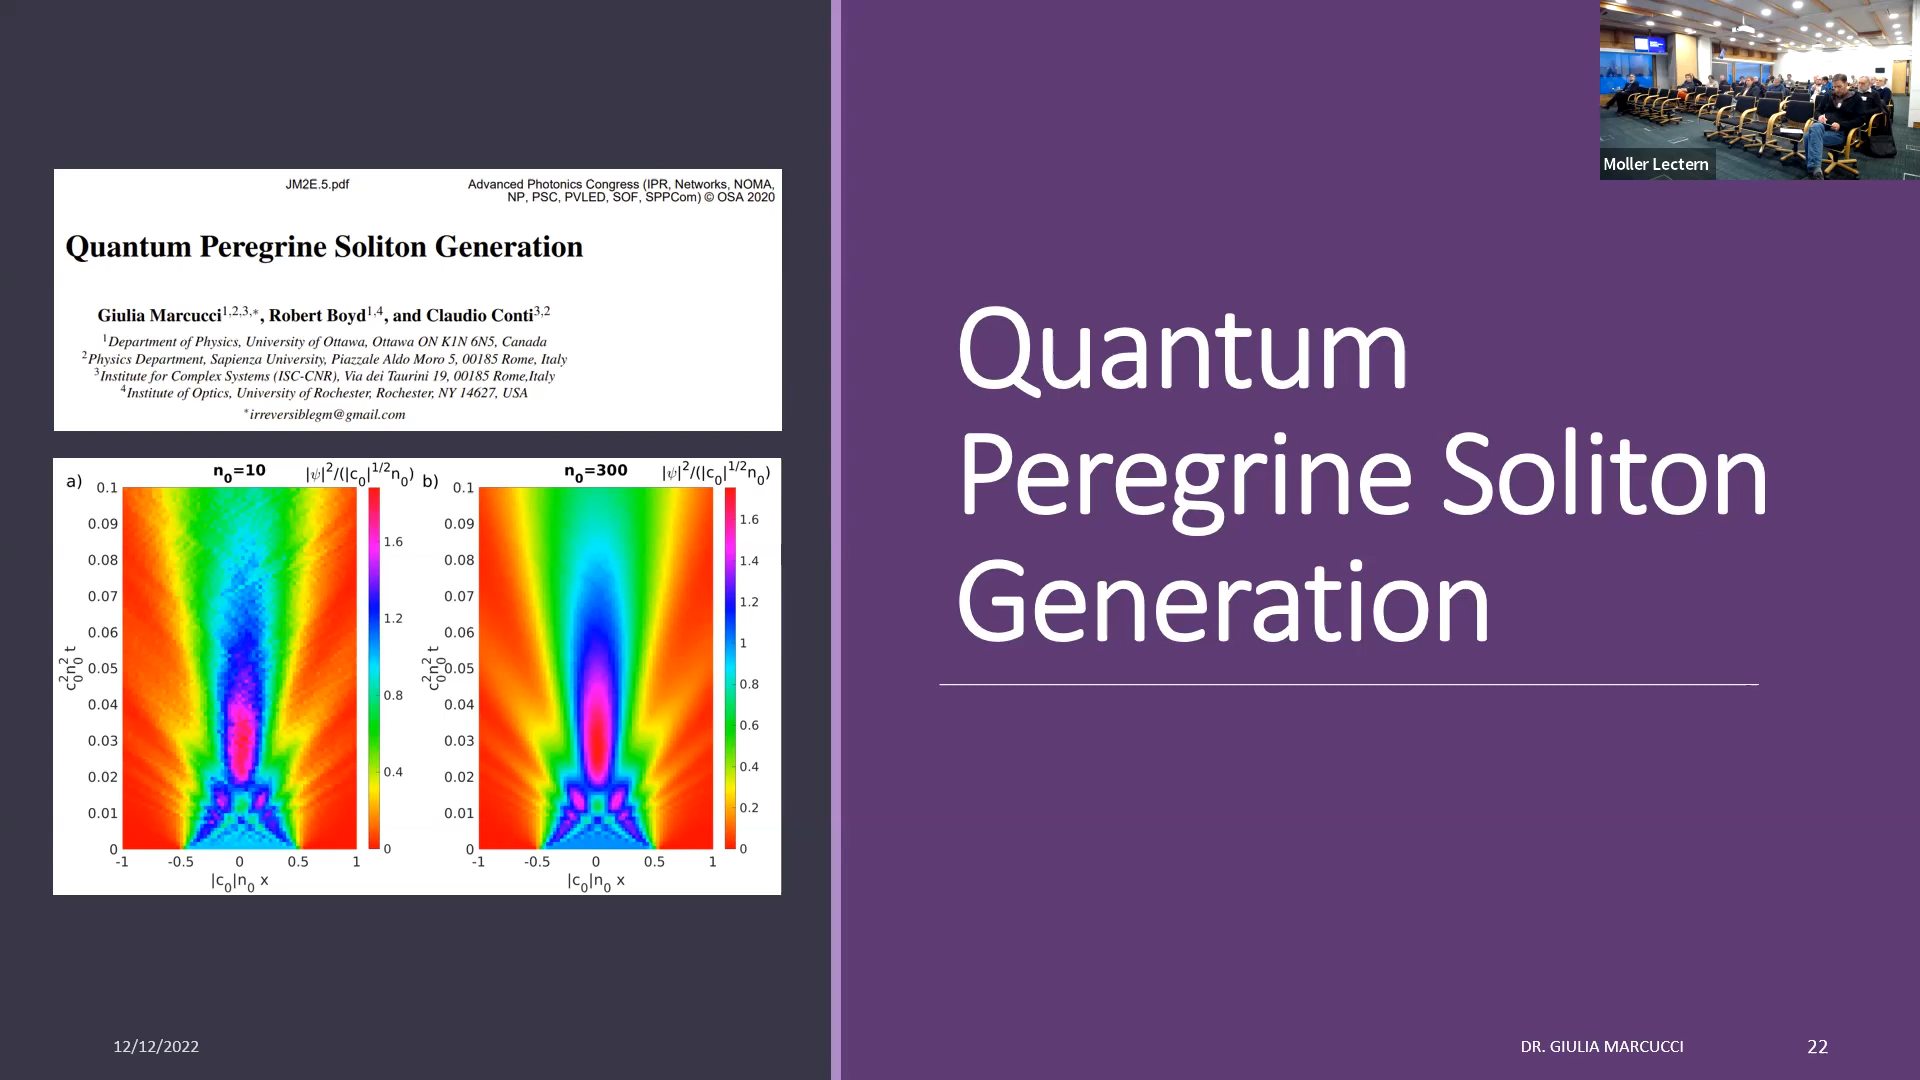 JM2E.5.pdf
Advanced Photonics Congress (IPR, Networks, NOMA,
NP, PSC, PVLED, SOF, SPPCom) © OSA 2020
Quantum Peregrine Soliton Generation
Giulia Marcucci1,2,3,*, Robert Boyd1,4, and Claudio Conti3,2
1Department of Physics, University of Ottawa, Ottawa ON K1N 6N5, Canada
2Physics Department, Sapienza University, Piazzale Aldo Moro 5, 00185 Rome, Italy
3Institute for Complex Systems (ISC-CNR), Via dei Taurini 19, 00185 Rome,Italy
4Institute of Optics, University of Rochester, Rochester, NY 14627, USA
*irreversiblegm@gmail.com
a)
n0=10
|ψ|2/(|c0|1/2n0)
0.1
0.09
0.08
0.07
0.06
0.05
0.04
0.03
0.02
0.01
0
c02n02 t
-1 -0.5 0 0.5 1
|c0|n0 x
1.6
1.2
0.8
0.4
0
b)
n0=300
|ψ|2/(|c0|1/2n0)
0.1
0.09
0.08
0.07
0.06
0.05
0.04
0.03
0.02
0.01
0
c02n02 t
-1 -0.5 0 0.5 1
|c0|n0 x
1.6
1.4
1.2
1
0.8
0.6
0.4
0.2
0
Quantum
Peregrine Soliton
Generation
Moller Lectern
12/12/2022
DR. GIULIA MARCUCCI
22